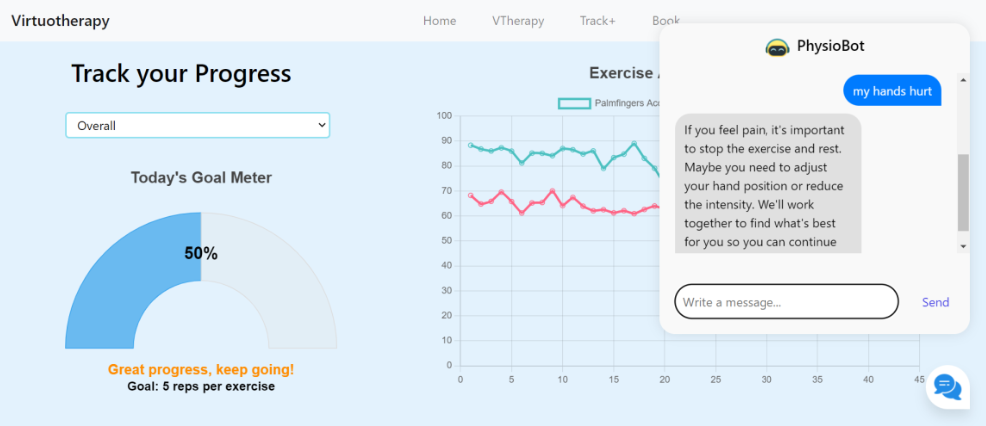 Virtuotherapy
Home
VTherapy
Track+
Book
Track your Progress
Overall
Today's Goal Meter
50%
Great progress, keep going!
Goal: 5 reps per exercise
Exercise
Palmfingers
100
90
80
70
60
50
40
30
20
10
0
0
5
10
15
20
25
30
35
40
45
PhysioBot
my hands hurt
If you feel pain, it's important
to stop the exercise and rest.
Maybe you need to adjust
your hand position or reduce
the intensity. We'll work
together to find what's best
for you so you can continue
Write a message...
Send